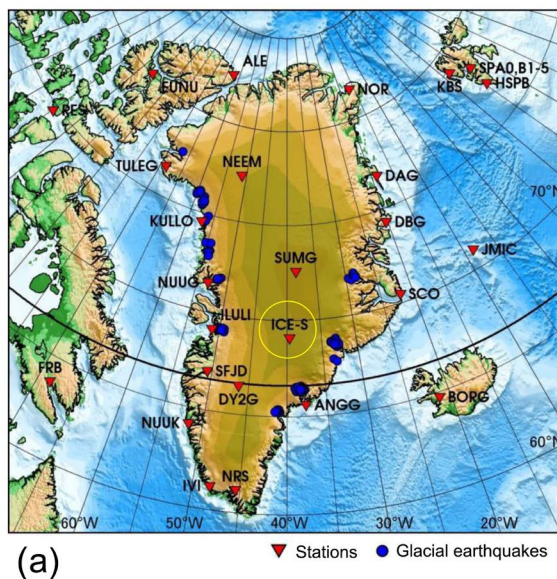 ALE
EUNU
SPA0,B1-5
KBS
HSPB
NOR
RES
TULEG
NEEM
DAG
70°N
KULLO
DBG
SUMG
JMIC
NUUG
SCO
JLULI
ICE-S
FRB
SFJD
DY2G
ANGG
BORG
NUUK
60°N
IVI
NRS
60°W
50°W
40°W
30°W
20°W
(a)
Stations
Glacial earthquakes